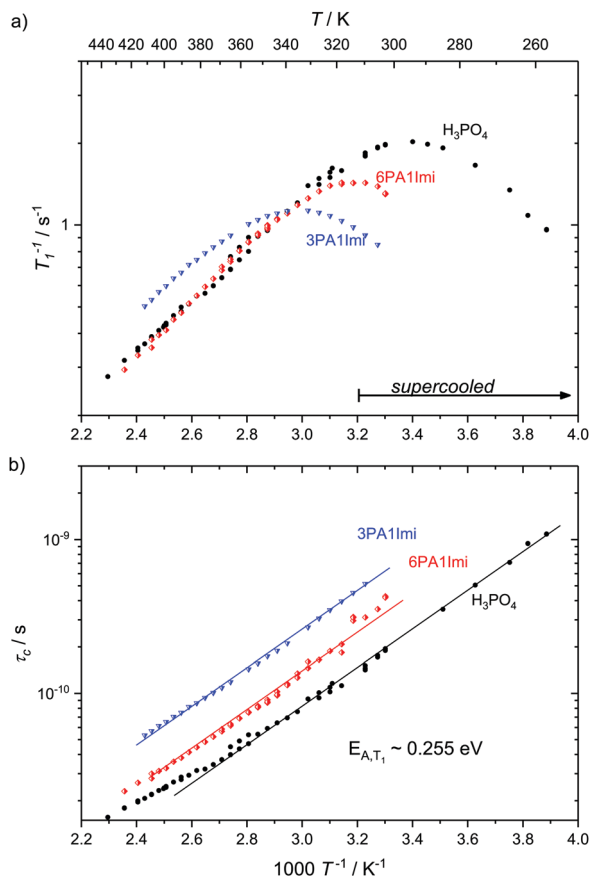 a)
T / K
440 420 400 380 360 340 320 300 280 260
H₃PO₄
6PA1Imi
3PA1Imi
1
T₁⁻¹ / s⁻¹
supercooled
2.2 2.4 2.6 2.8 3.0 3.2 3.4 3.6 3.8 4.0
b)
3PA1Imi
10⁻⁹
6PA1Imi
H₃PO₄
τc / s
10⁻¹⁰
E_A,T₁ ~ 0.255 eV
2.2 2.4 2.6 2.8 3.0 3.2 3.4 3.6 3.8 4.0
1000 T⁻¹ / K⁻¹